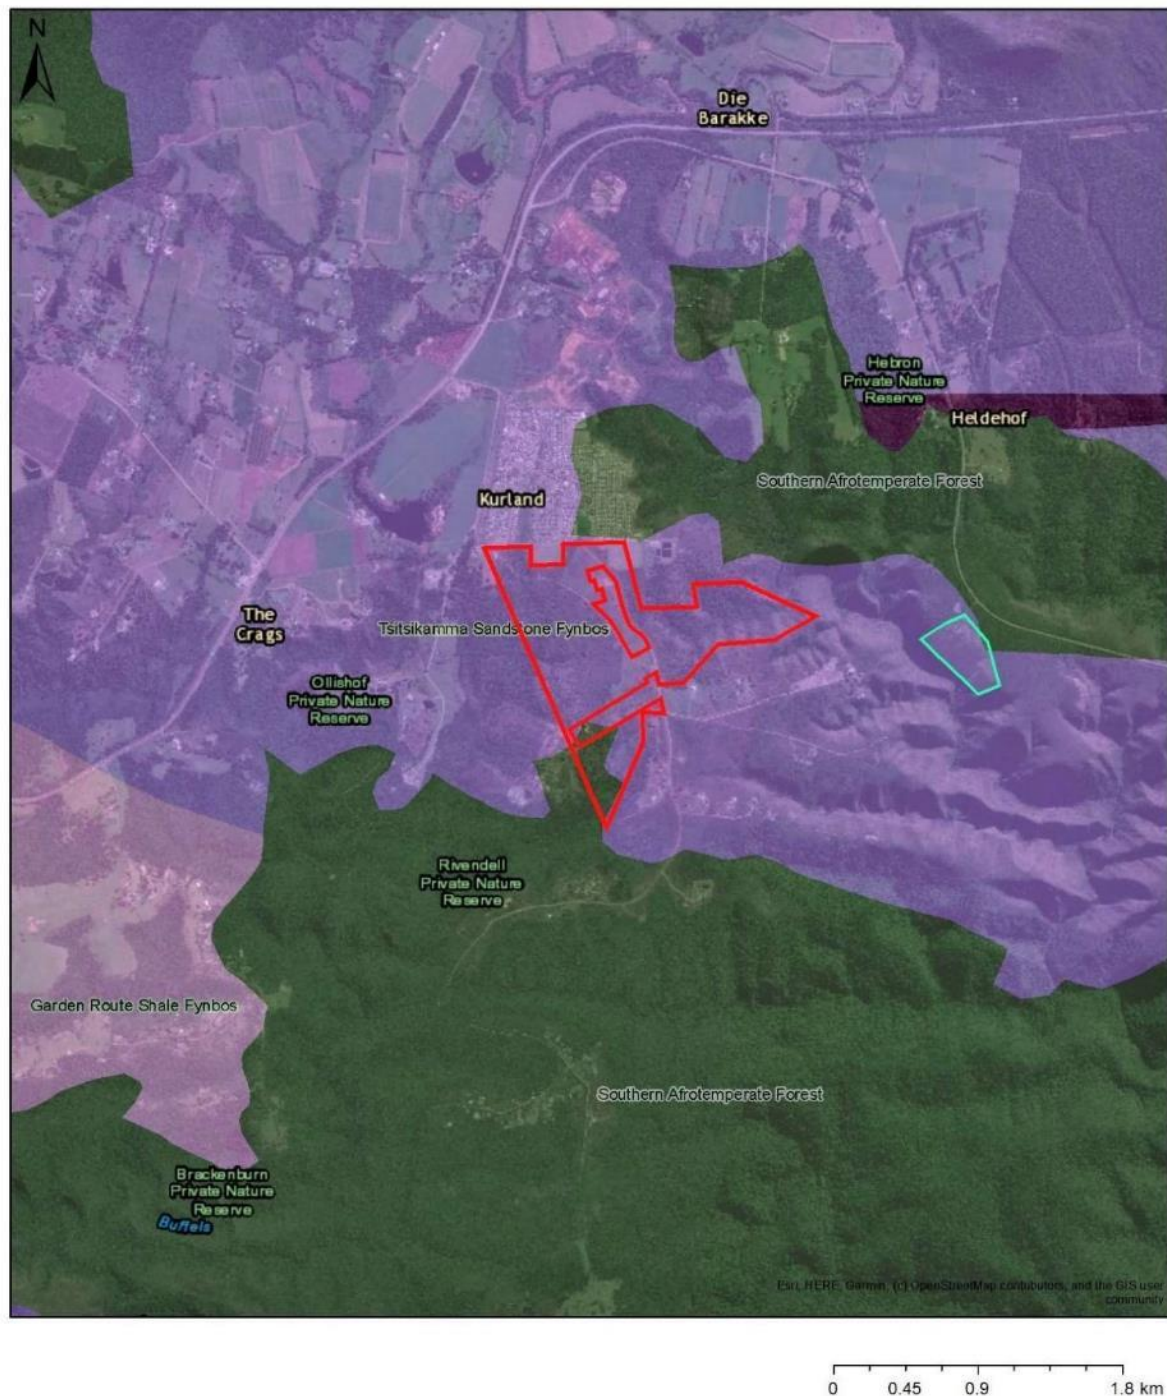 N
Die
Barakke
Hebron
Private Nature
Reserve
Heldehof
Southern Afrotemperate Forest
Kurland
The
Crags
Tsitsikamma Sandstone Fynbos
Ollishof
Private Nature
Reserve
Rivendell
Private Nature
Reserve
Garden Route Shale Fynbos
Southern Afrotemperate Forest
Brackenburn
Private Nature
Reserve
Buffels
Esri, HERE, Garmin, (c) OpenStreetMap contributors, and the GIS user
community
0 0.45 0.9 1.8 km